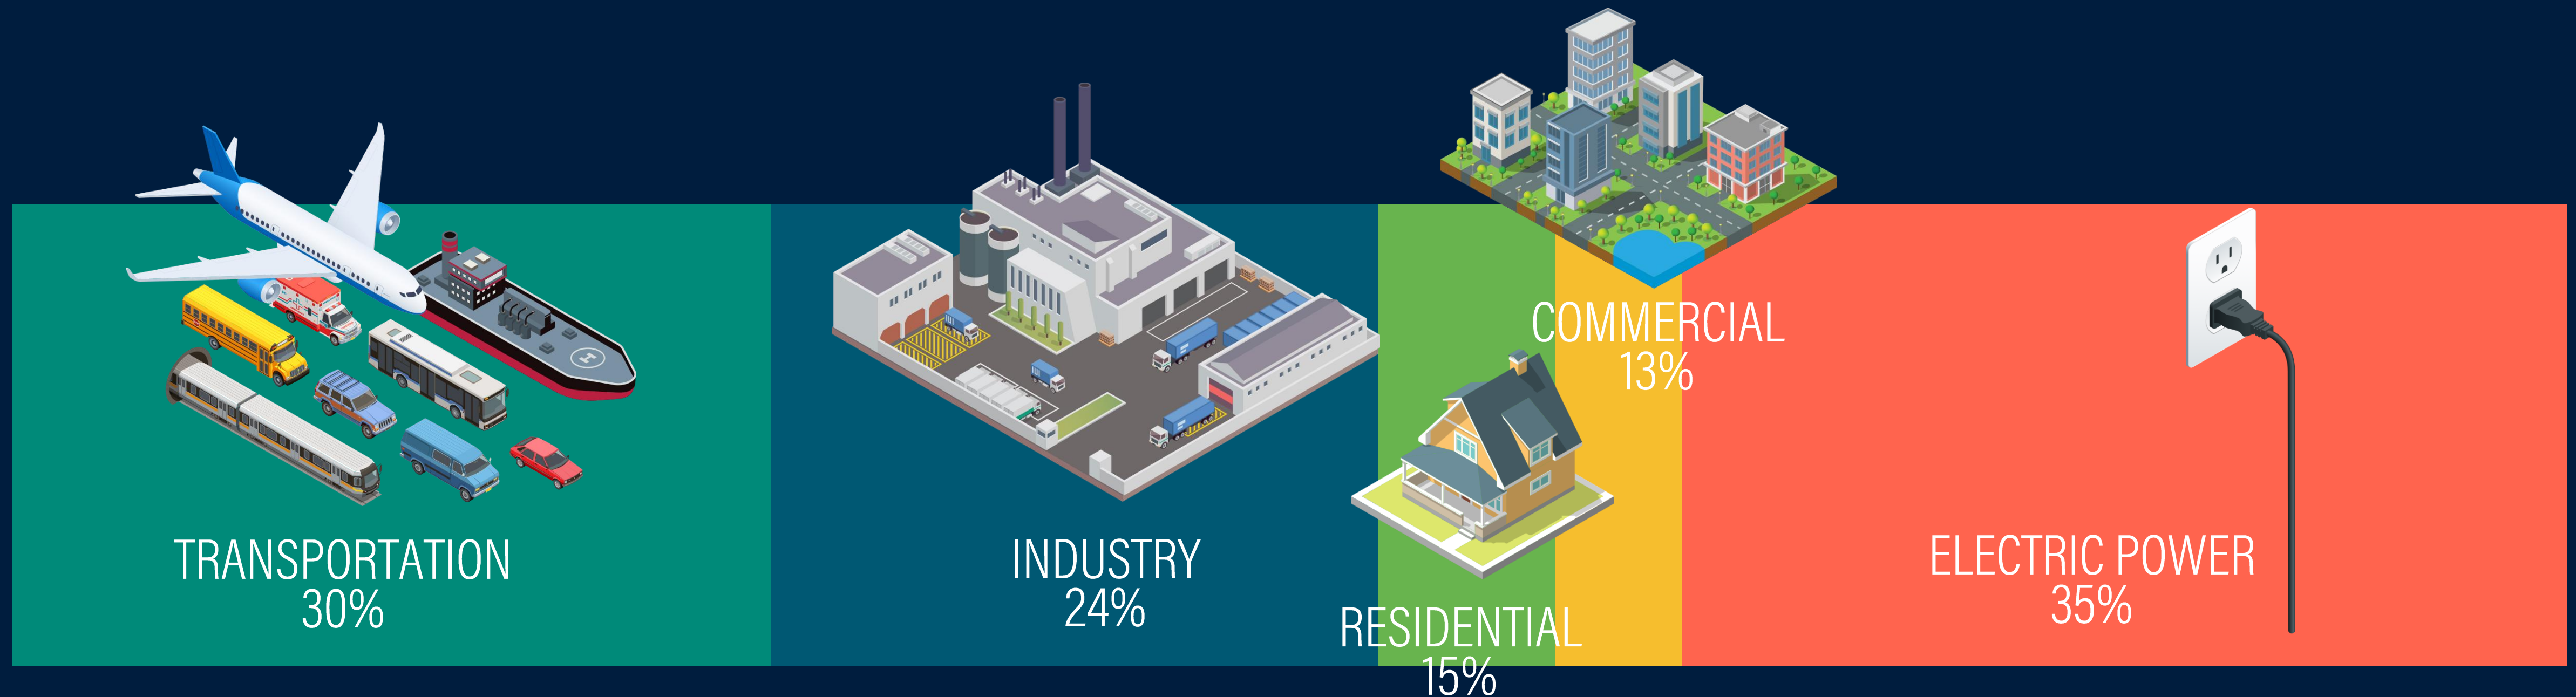 TRANSPORTATION
30%
INDUSTRY
24%
RESIDENTIAL
15%
COMMERCIAL
13%
ELECTRIC POWER
35%